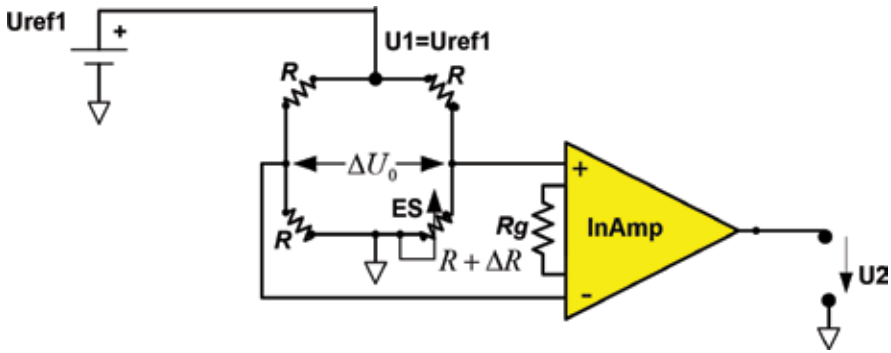 Uref1
+
U1=Uref1
R
R
ΔU₀
+
ES
R
Rg
InAmp
R + ΔR
-
U2